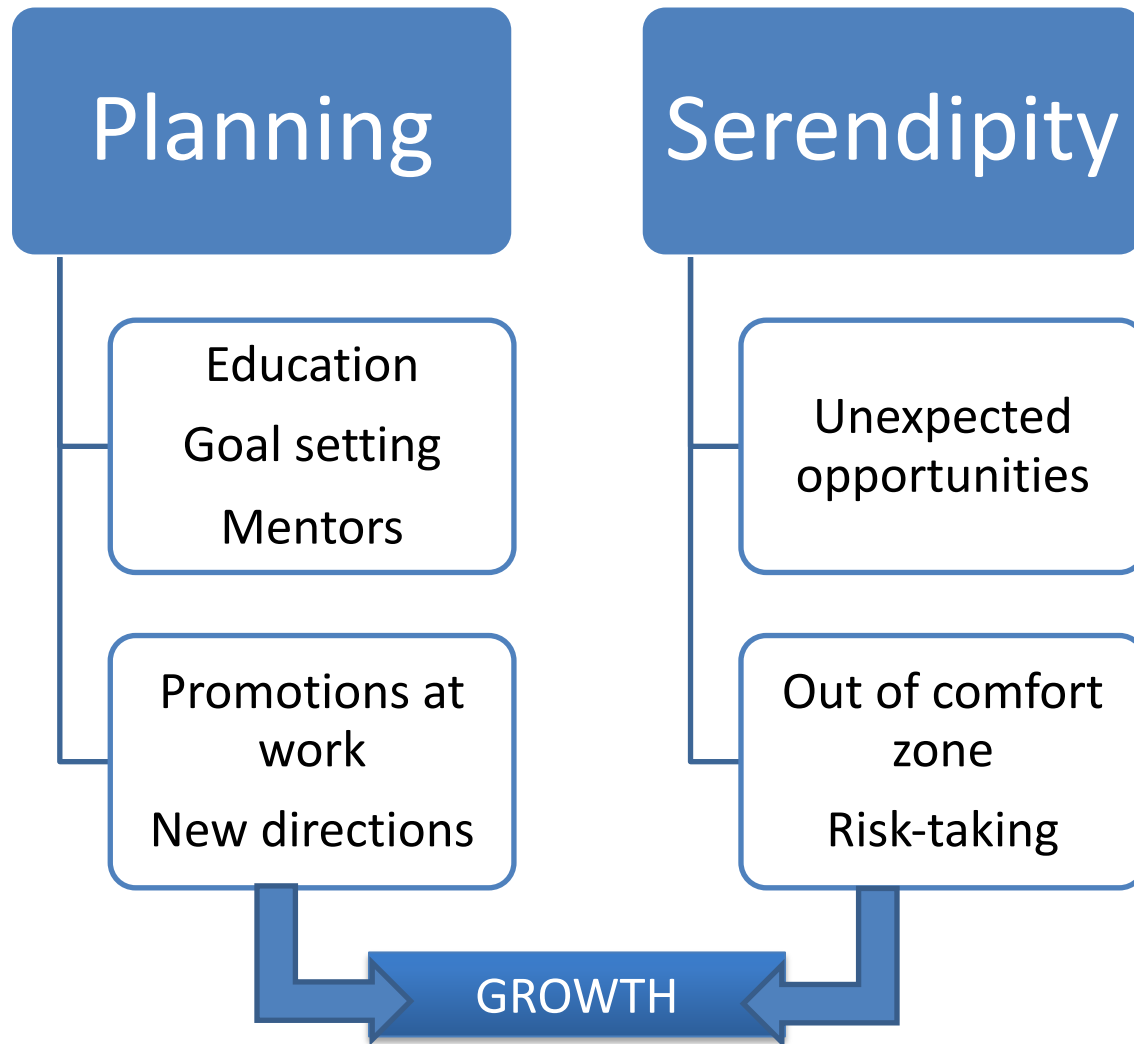 Planning
Education
Goal setting
Mentors
Promotions at
work
New directions
Serendipity
Unexpected
opportunities
Out of comfort
zone
Risk-taking
GROWTH